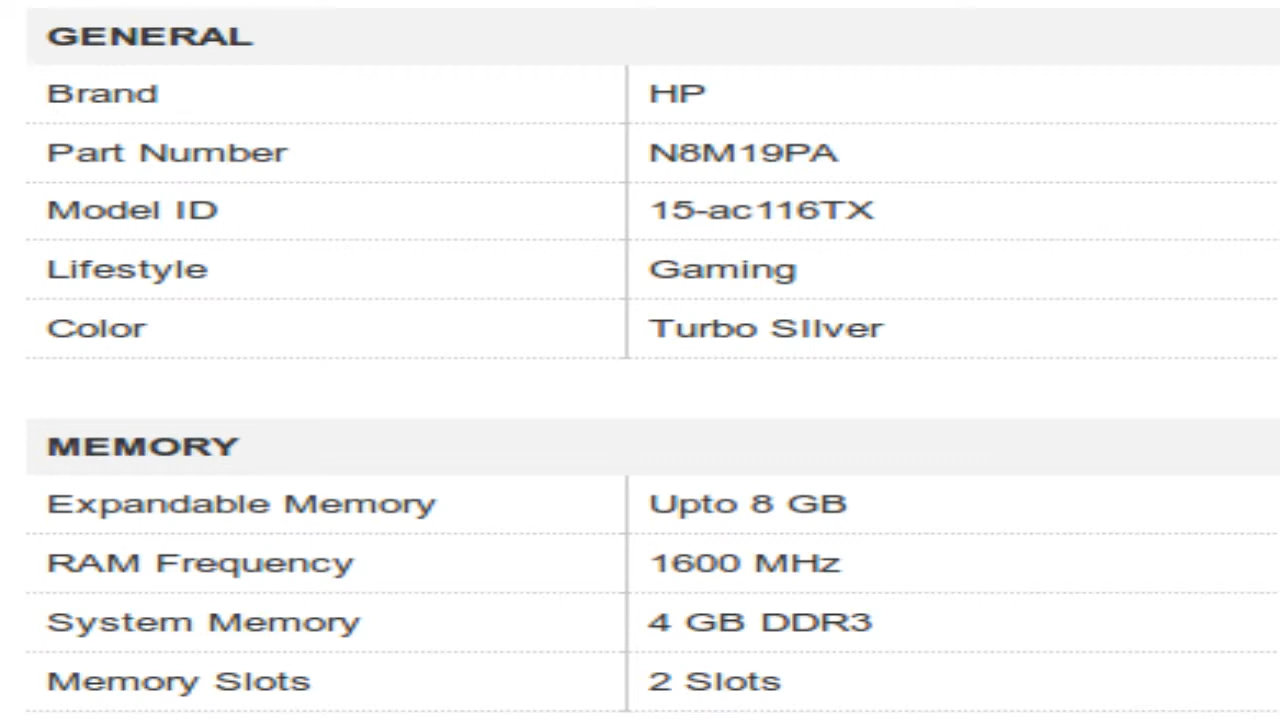 GENERAL
Brand HP
Part Number N8M19PA
Model ID 15-ac116TX
Lifestyle Gaming
Color Turbo SIlver
MEMORY
Expandable Memory Upto 8 GB
RAM Frequency 1600 MHz
System Memory 4 GB DDR3
Memory Slots 2 Slots